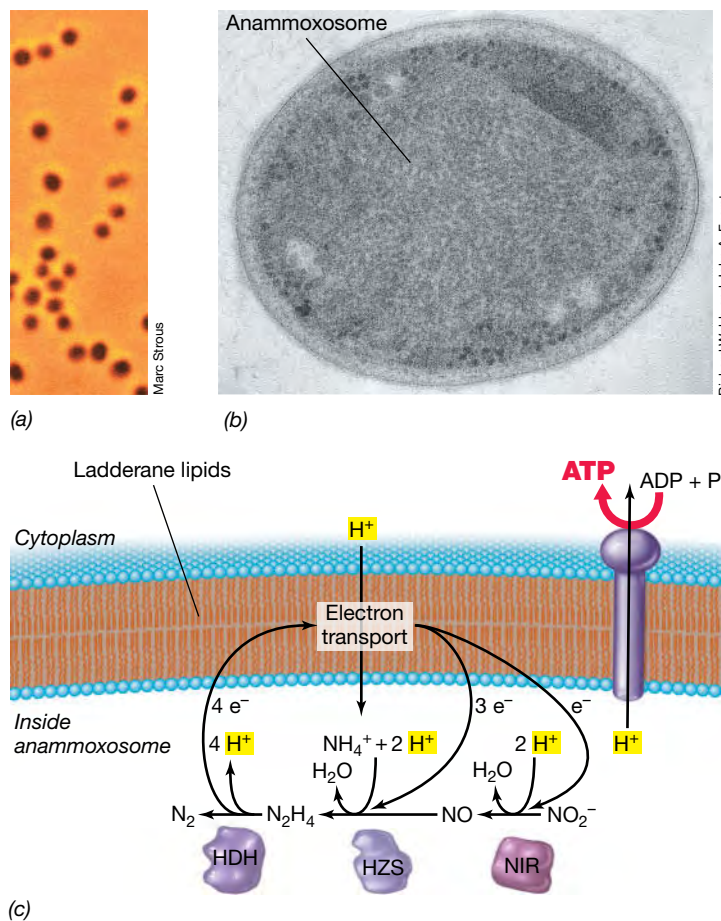 Anammoxosome
Marc Strous
(a)
(b)
Ladderane lipids
ATP
ADP + P
Cytoplasm
H⁺
Electron
transport
4 e⁻
3 e⁻
e⁻
Inside
anammoxosome
4 H⁺
NH₄⁺ + 2 H⁺
2 H⁺
H⁺
H₂O
H₂O
N₂
N₂H₄
NO
NO₂⁻
HDH
HZS
NIR
(c)